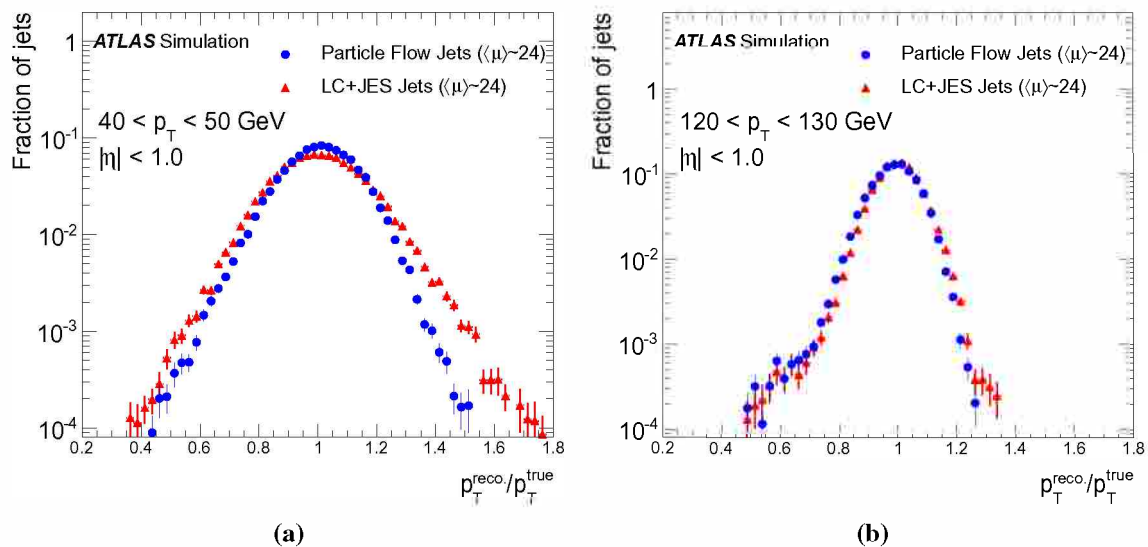 ATLAS Simulation
Particle Flow Jets (⟨μ⟩~24)
LC+JES Jets (⟨μ⟩~24)
40 < p_T < 50 GeV
|η| < 1.0
Fraction of jets
1
10^-1
10^-2
10^-3
10^-4
0.2 0.4 0.6 0.8 1 1.2 1.4 1.6 1.8
p_T^reco./p_T^true
(a)
ATLAS Simulation
Particle Flow Jets (⟨μ⟩~24)
LC+JES Jets (⟨μ⟩~24)
120 < p_T < 130 GeV
|η| < 1.0
Fraction of jets
1
10^-1
10^-2
10^-3
10^-4
0.2 0.4 0.6 0.8 1 1.2 1.4 1.6 1.8
p_T^reco./p_T^true
(b)